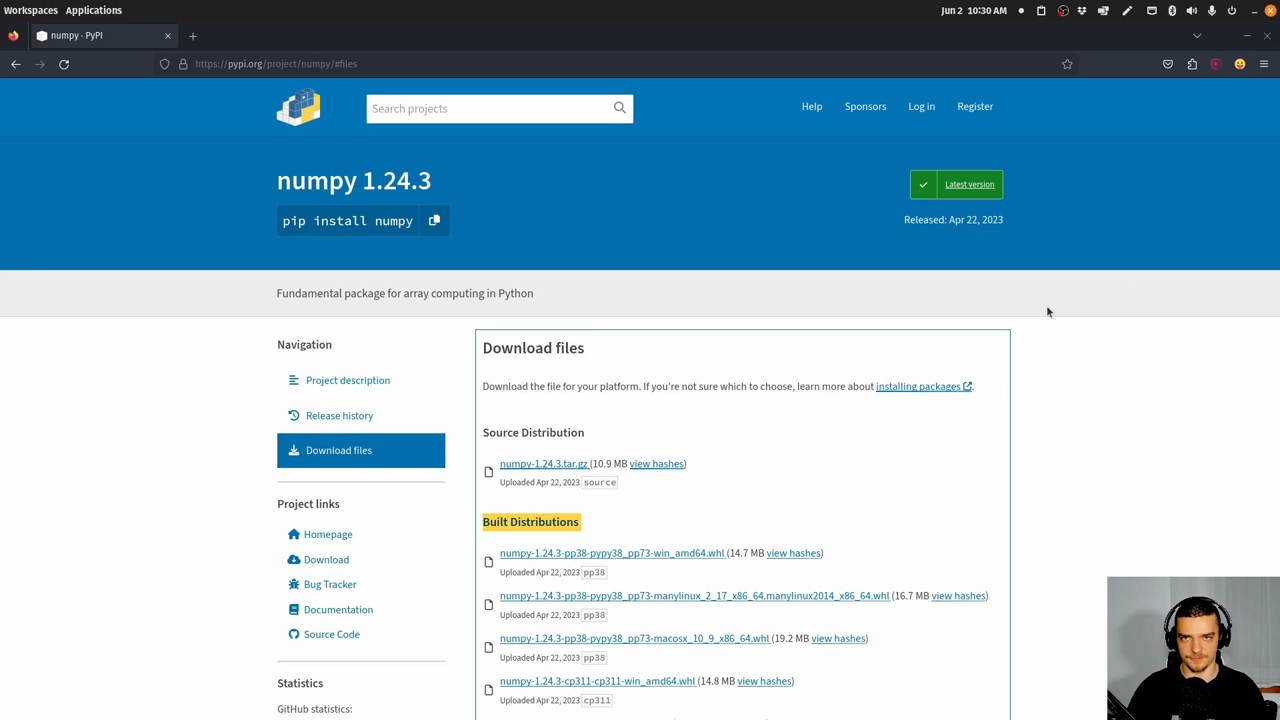 Workspaces Applications
Jun 2 10:30 AM
numpy · PyPI
https://pypi.org/project/numpy/#files
Search projects
Help Sponsors Log in Register
numpy 1.24.3
Latest version
pip install numpy
Released: Apr 22, 2023
Fundamental package for array computing in Python
Navigation
Project description
Release history
Download files
Project links
Homepage
Download
Bug Tracker
Documentation
Source Code
Statistics
GitHub statistics:
Download files
Download the file for your platform. If you're not sure which to choose, learn more about installing packages.
Source Distribution
numpy-1.24.3.tar.gz (10.9 MB view hashes)
Uploaded Apr 22, 2023 source
Built Distributions
numpy-1.24.3-pp38-pypy38_pp73-win_amd64.whl (14.7 MB view hashes)
Uploaded Apr 22, 2023 pp38
numpy-1.24.3-pp38-pypy38_pp73-manylinux_2_17_x86_64.manylinux2014_x86_64.whl (16.7 MB view hashes)
Uploaded Apr 22, 2023 pp38
numpy-1.24.3-pp38-pypy38_pp73-macosx_10_9_x86_64.whl (19.2 MB view hashes)
Uploaded Apr 22, 2023 pp38
numpy-1.24.3-cp311-cp311-win_amd64.whl (14.8 MB view hashes)
Uploaded Apr 22, 2023 cp311